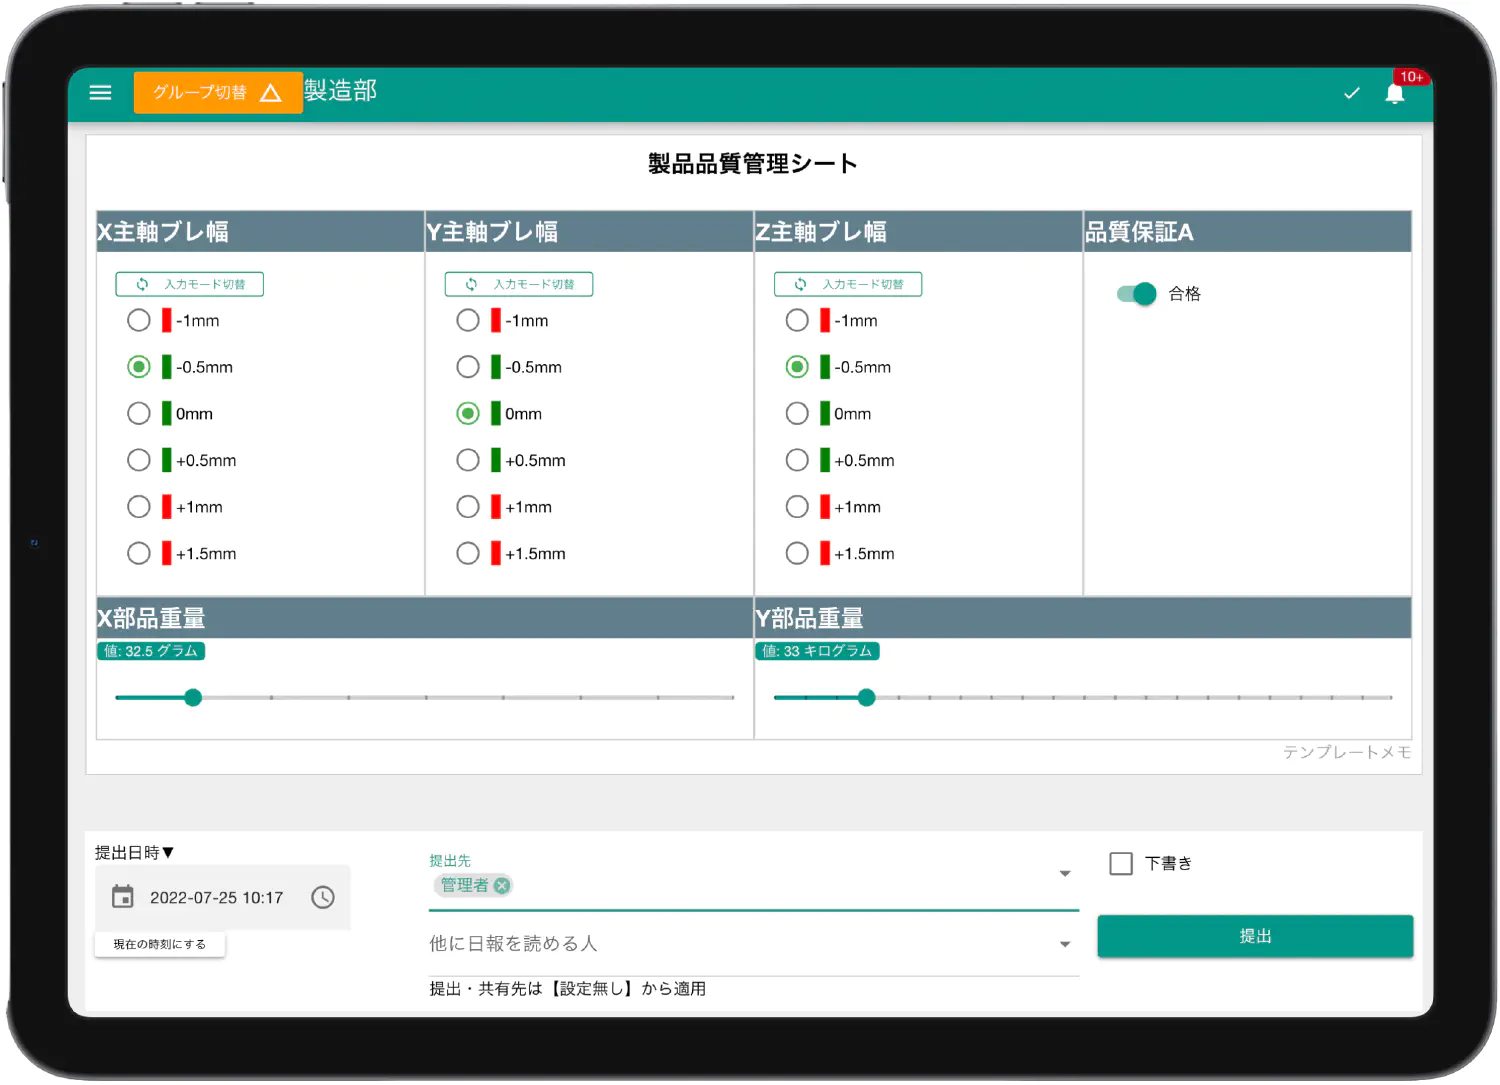 グループ切替 製造部 10+
製品品質管理シート
X主軸ブレ幅 Y主軸ブレ幅 Z主軸ブレ幅 品質保証A
入力モード切替 入力モード切替 入力モード切替 合格
-1mm -1mm -1mm
-0.5mm -0.5mm -0.5mm
0mm 0mm 0mm
+0.5mm +0.5mm +0.5mm
+1mm +1mm +1mm
+1.5mm +1.5mm +1.5mm
X部品重量 Y部品重量
値: 32.5 グラム 値: 33 キログラム
テンプレートメモ
提出日時▼
2022-07-25 10:17
現在の時刻にする
提出先
管理者
他に日報を読める人
提出・共有先は【設定無し】から適用
下書き
提出